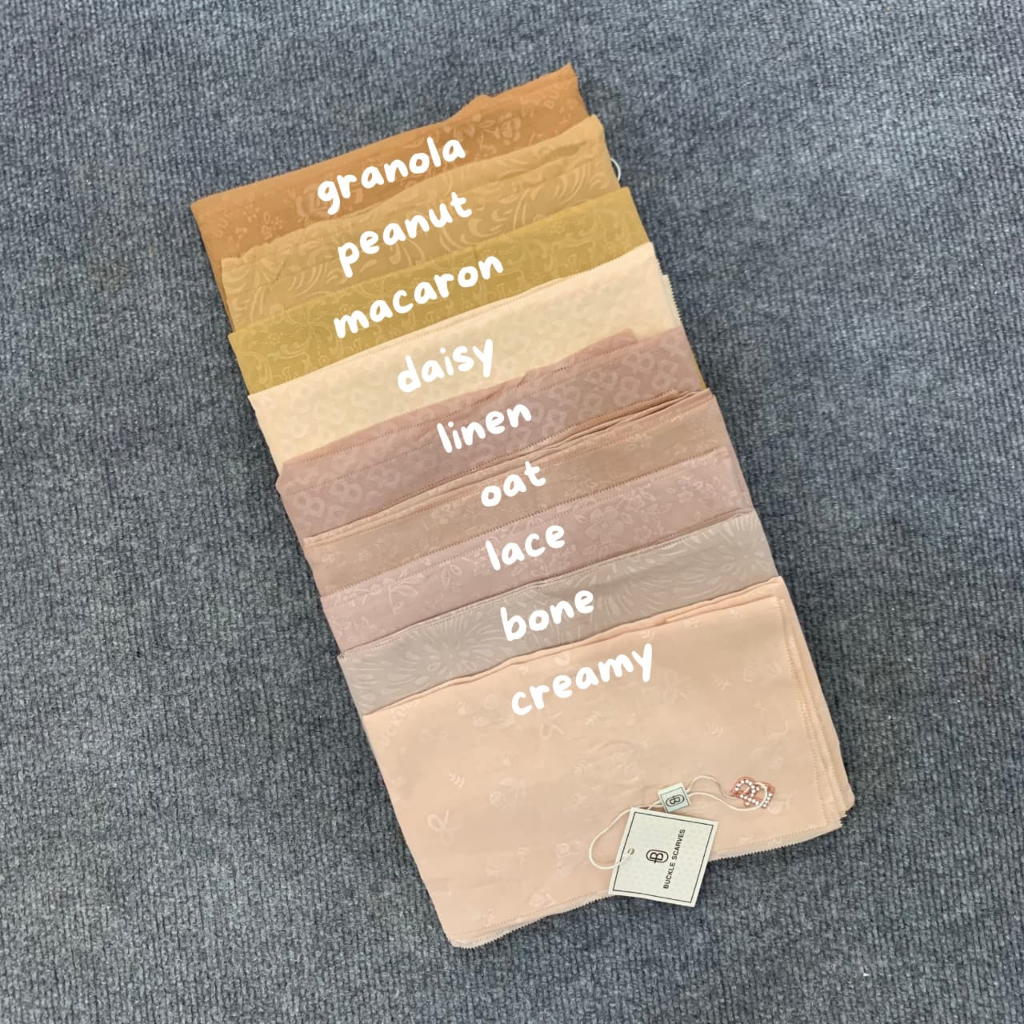 granola
peanut
macaron
daisy
linen
oat
lace
bone
creamy
BUCKLE SCARVES